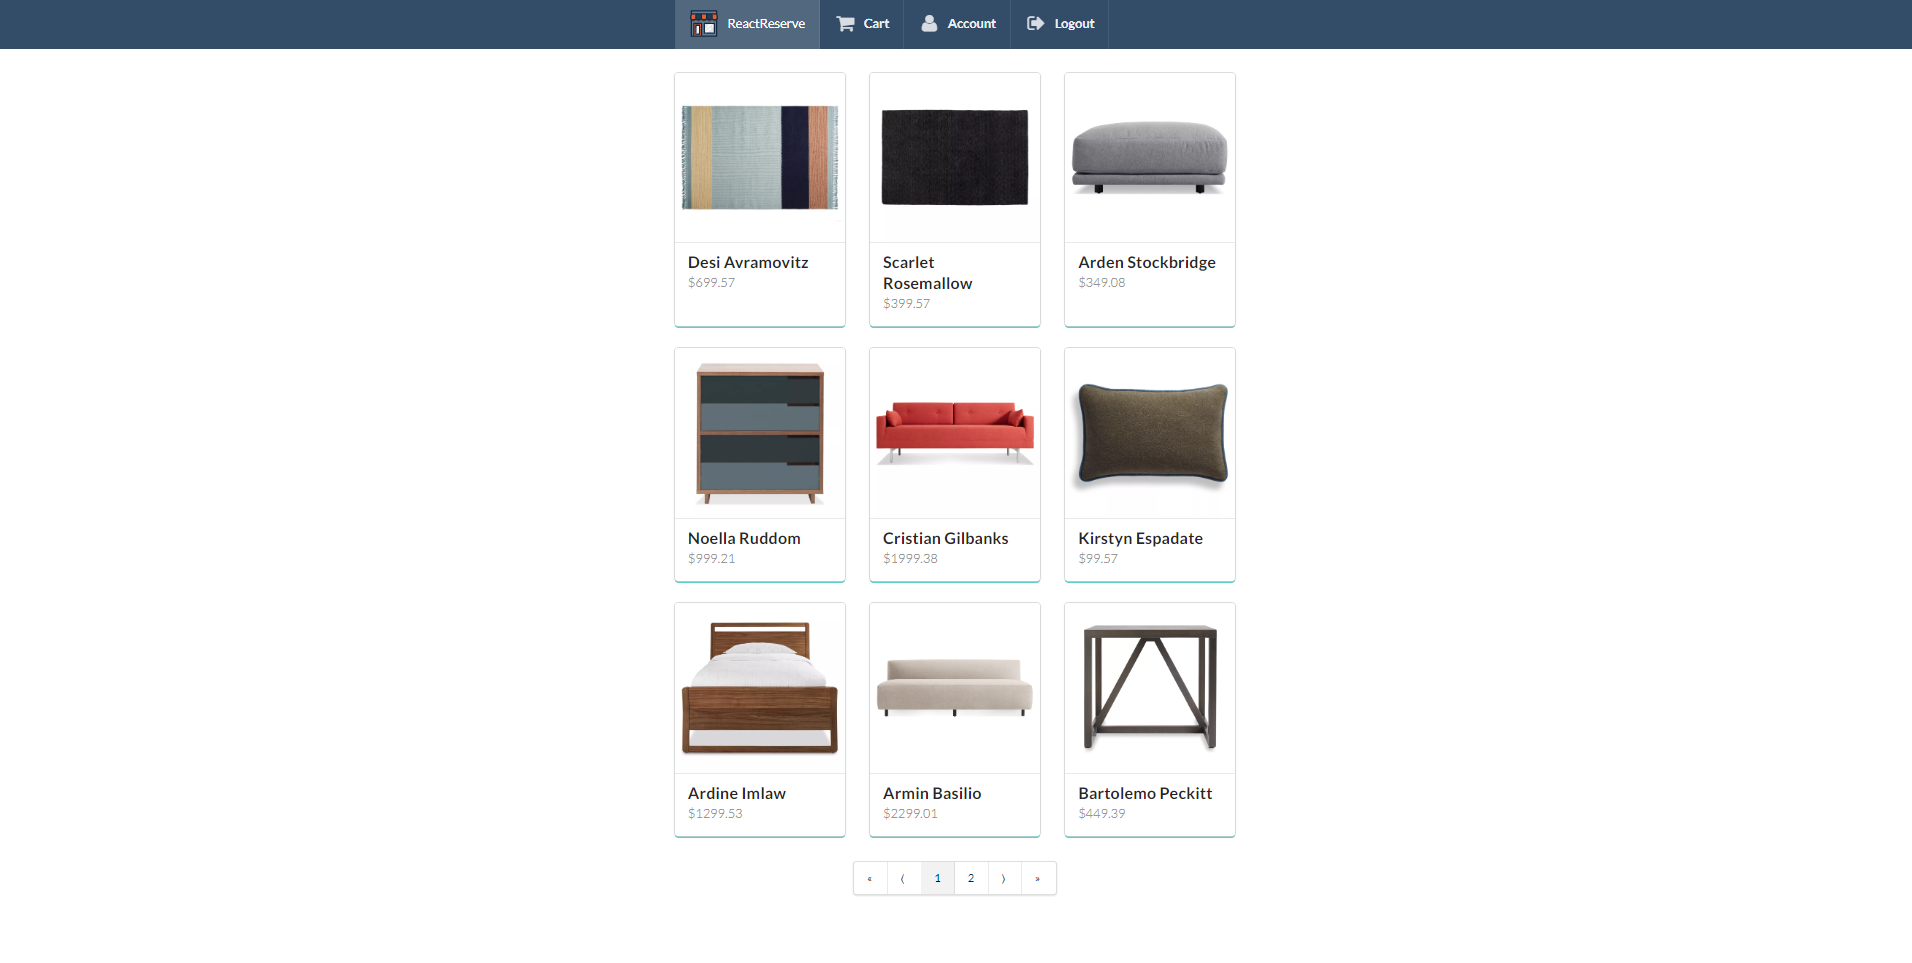 ReactReserve Cart Account Logout
Desi Avramovitz
$699.57
Scarlet
Rosemallow
$399.57
Arden Stockbridge
$349.08
Noella Ruddom
$999.21
Cristian Gilbanks
$1999.38
Kirstyn Espadate
$99.57
Ardine Imlaw
$1299.53
Armin Basilio
$2299.01
Bartolemo Peckitt
$449.39
« ⟨ 1 2 ⟩ »